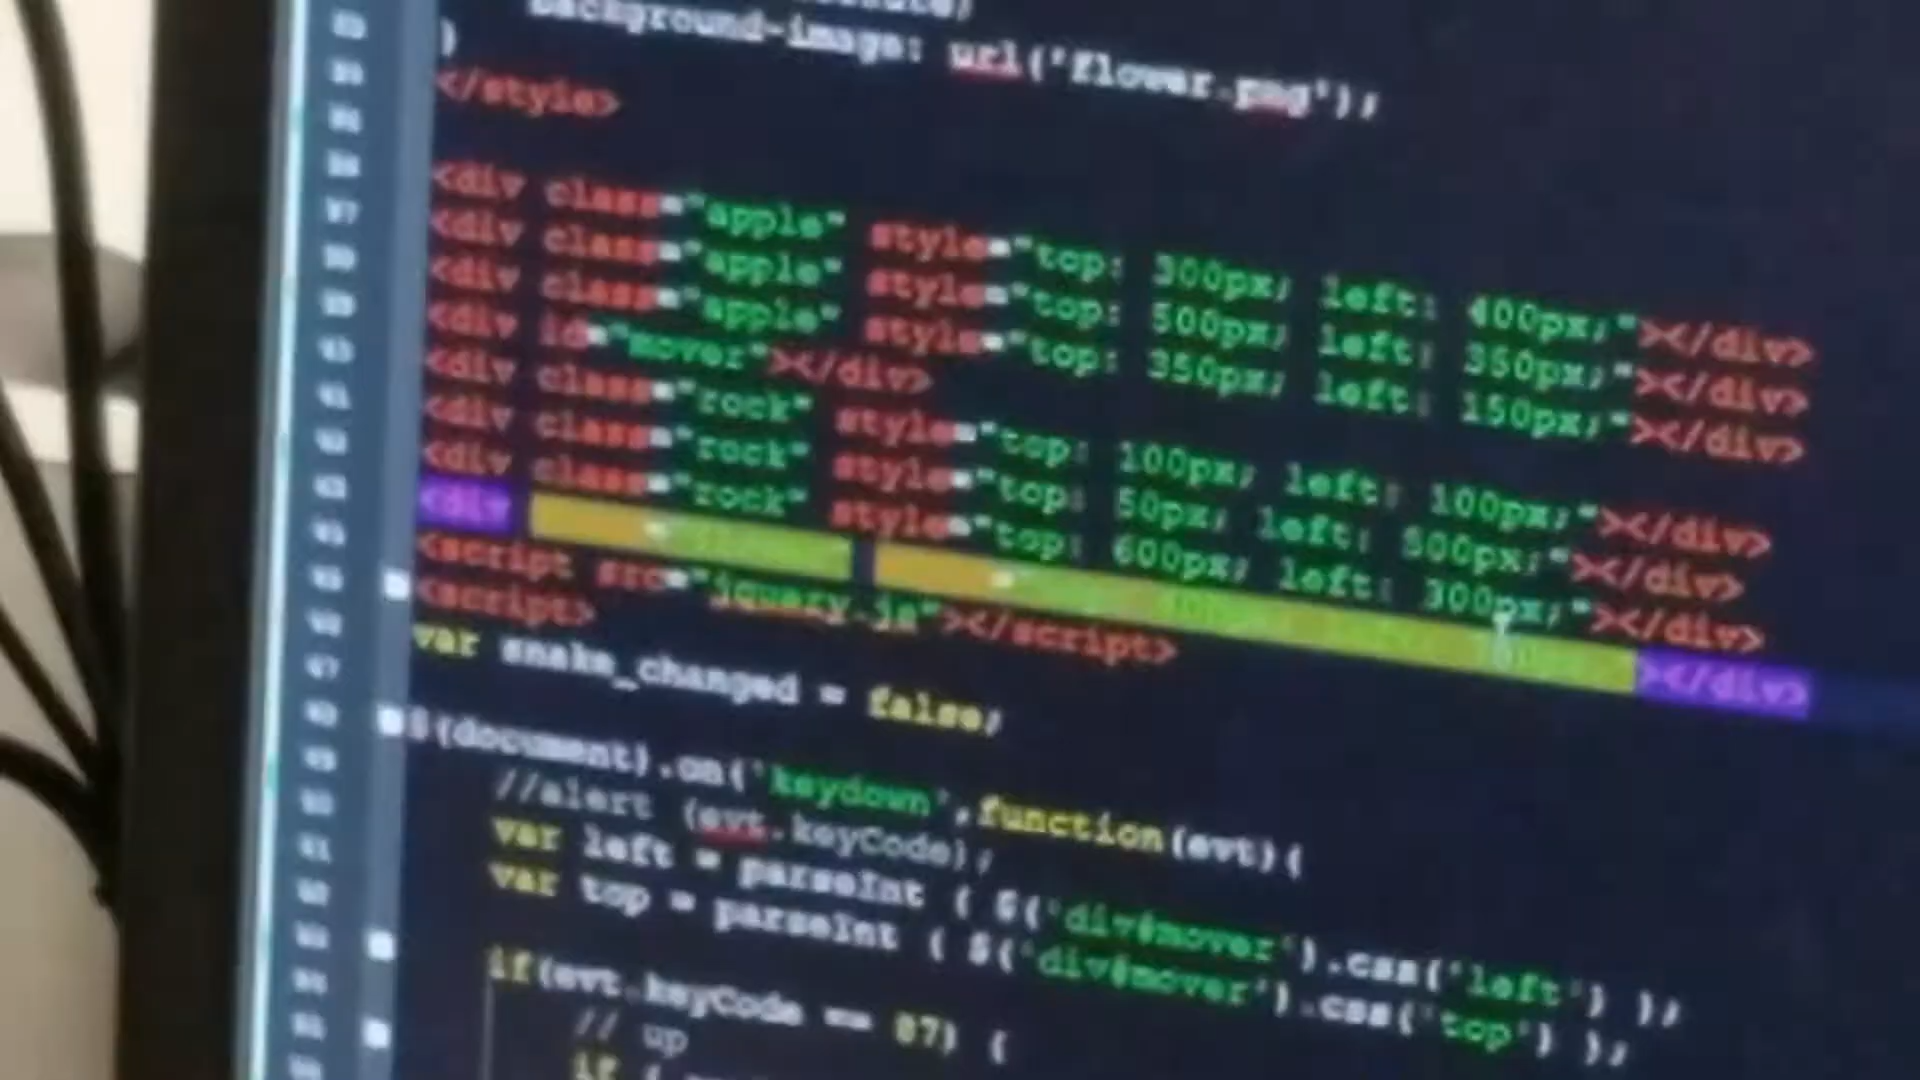 background-image: url('flower.png');
}
</style>
<div class="apple" style="top: 300px; left: 400px;"></div>
<div class="apple" style="top: 500px; left: 350px;"></div>
<div class="apple" style="top: 350px; left: 150px;"></div>
<div id="mover"></div>
<div class="rock" style="top: 100px; left: 100px;"></div>
<div class="rock" style="top: 50px; left: 500px;"></div>
<div class="rock" style="top: 600px; left: 300px;"></div>
<div ></div>
<script src="jquery.js"></script>
<script>
var snake_changed = false;
$(document).on('keydown',function(evt){
//alert (evt.keyCode);
var left = parseInt ( $('div#mover').css('left') );
var top = parseInt ( $('div#mover').css('top') );
if(evt.keyCode == 87) {
// up
if (